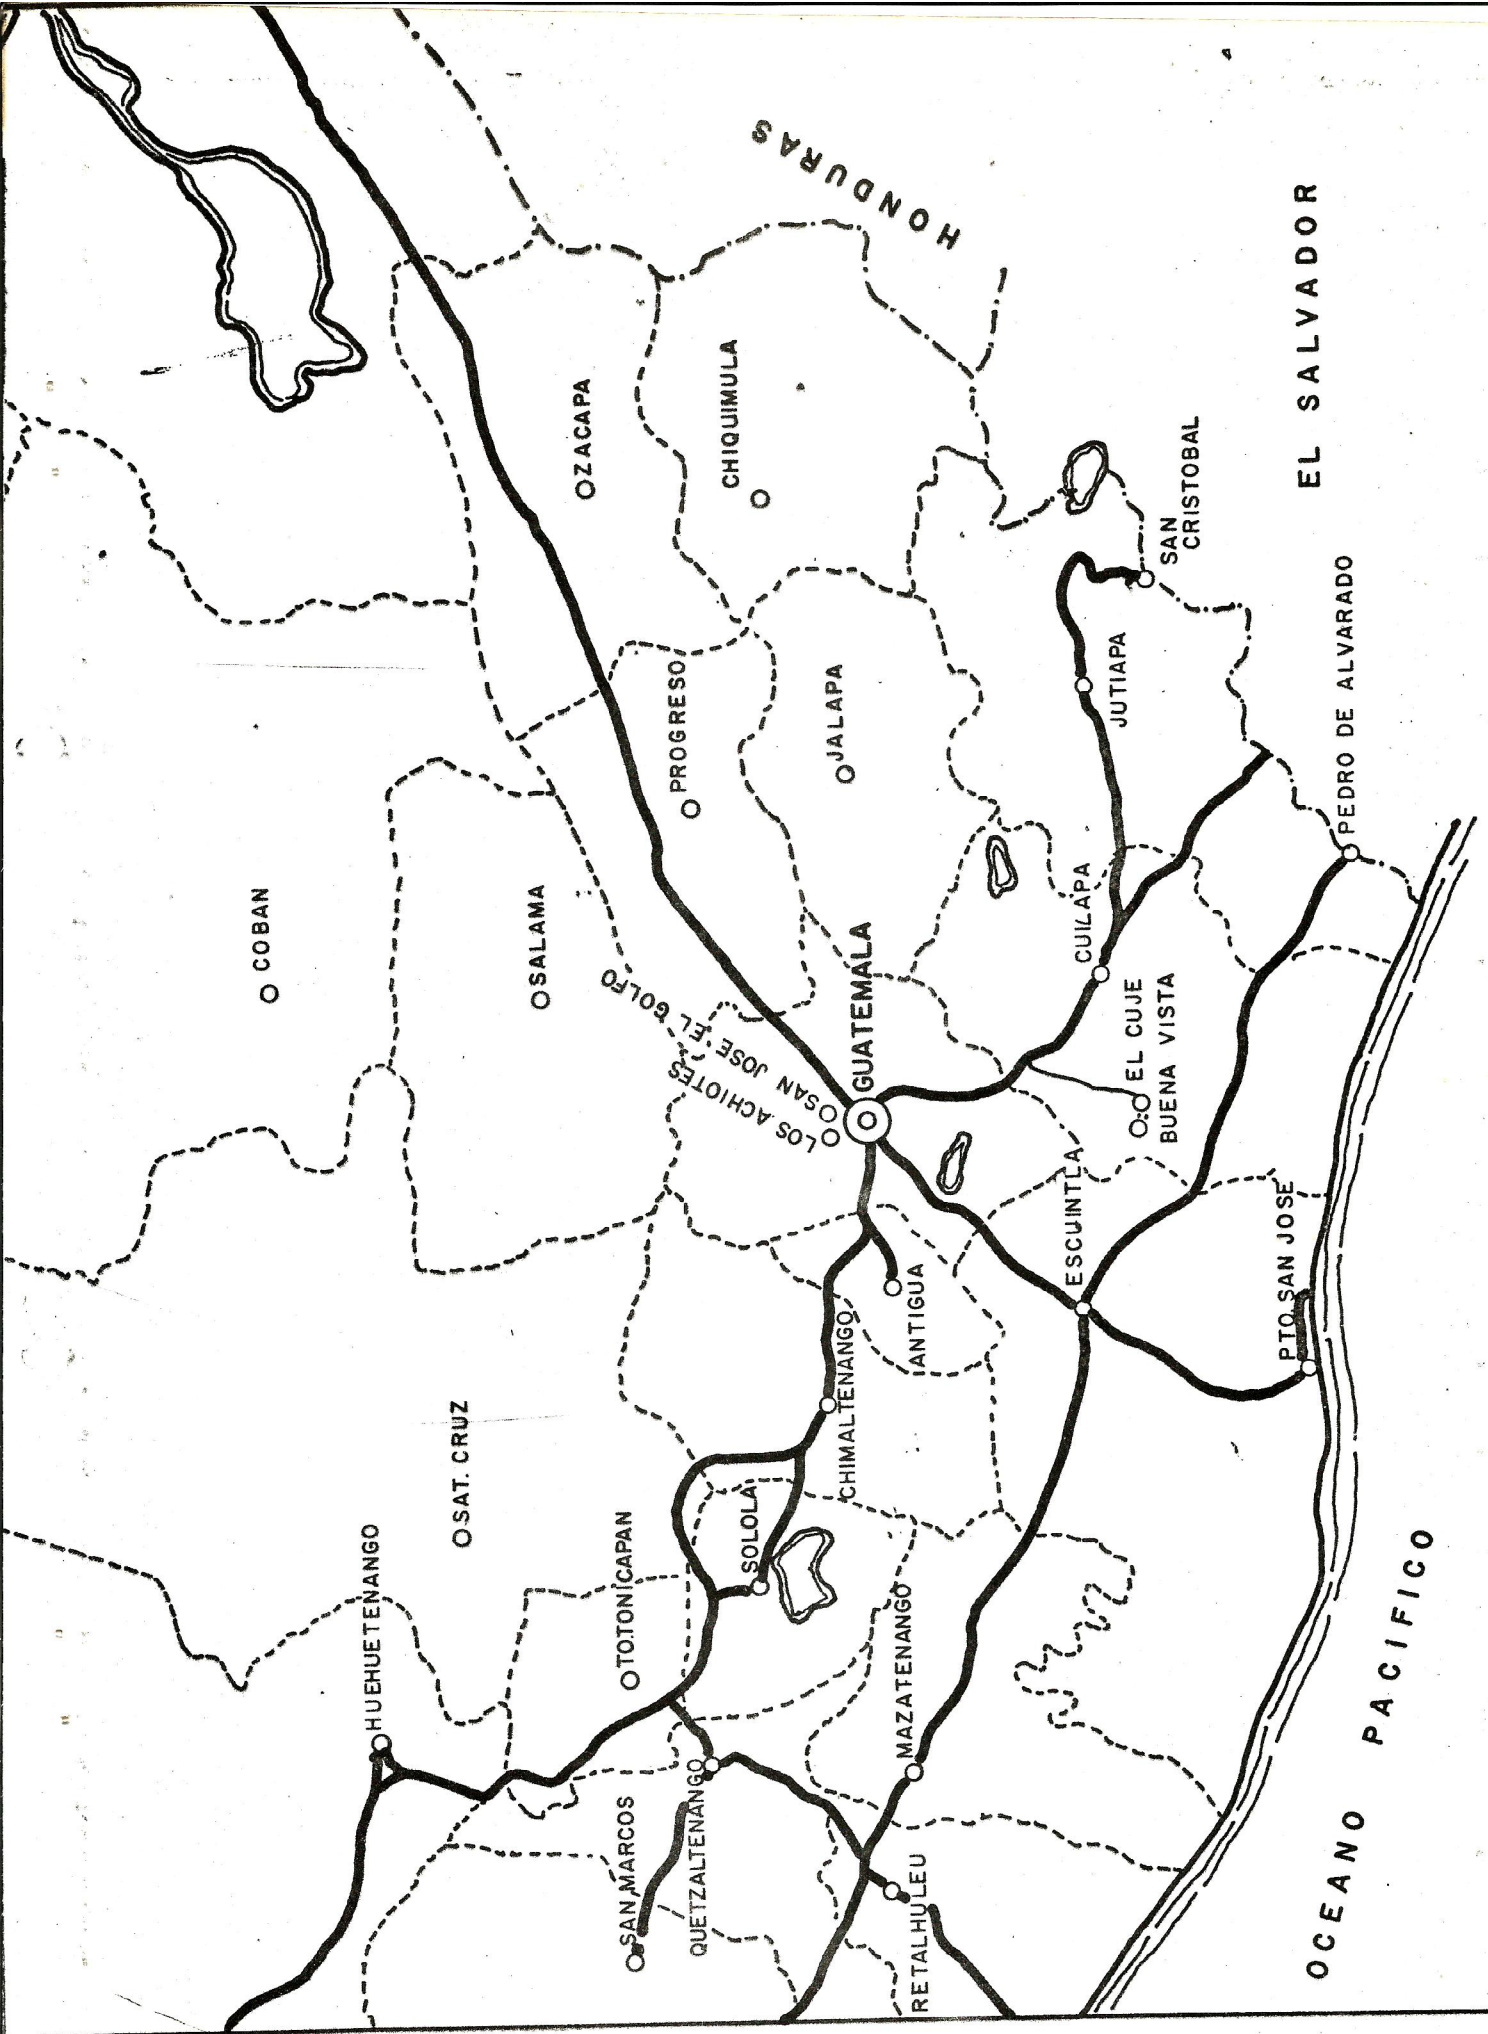 HONDURAS
EL SALVADOR
OCEANO PACIFICO
HUEHUETENANGO
SAT. CRUZ
COBAN
SALAMA
ZACAPA
CHIQUIMULA
PROGRESO
JALAPA
SAN MARCOS
TOTONICAPAN
QUETZALTENANGO
SOLOLA
CHIMALTENANGO
ANTIGUA
LOS ACHIOTES
SAN JOSE EL GOLFO
GUATEMALA
CUILAPA
JUTIAPA
SAN
CRISTOBAL
EL CUJE
BUENA VISTA
RETALHULEU
MAZATENANGO
ESCUINTLA
PTO. SAN JOSE
PEDRO DE ALVARADO